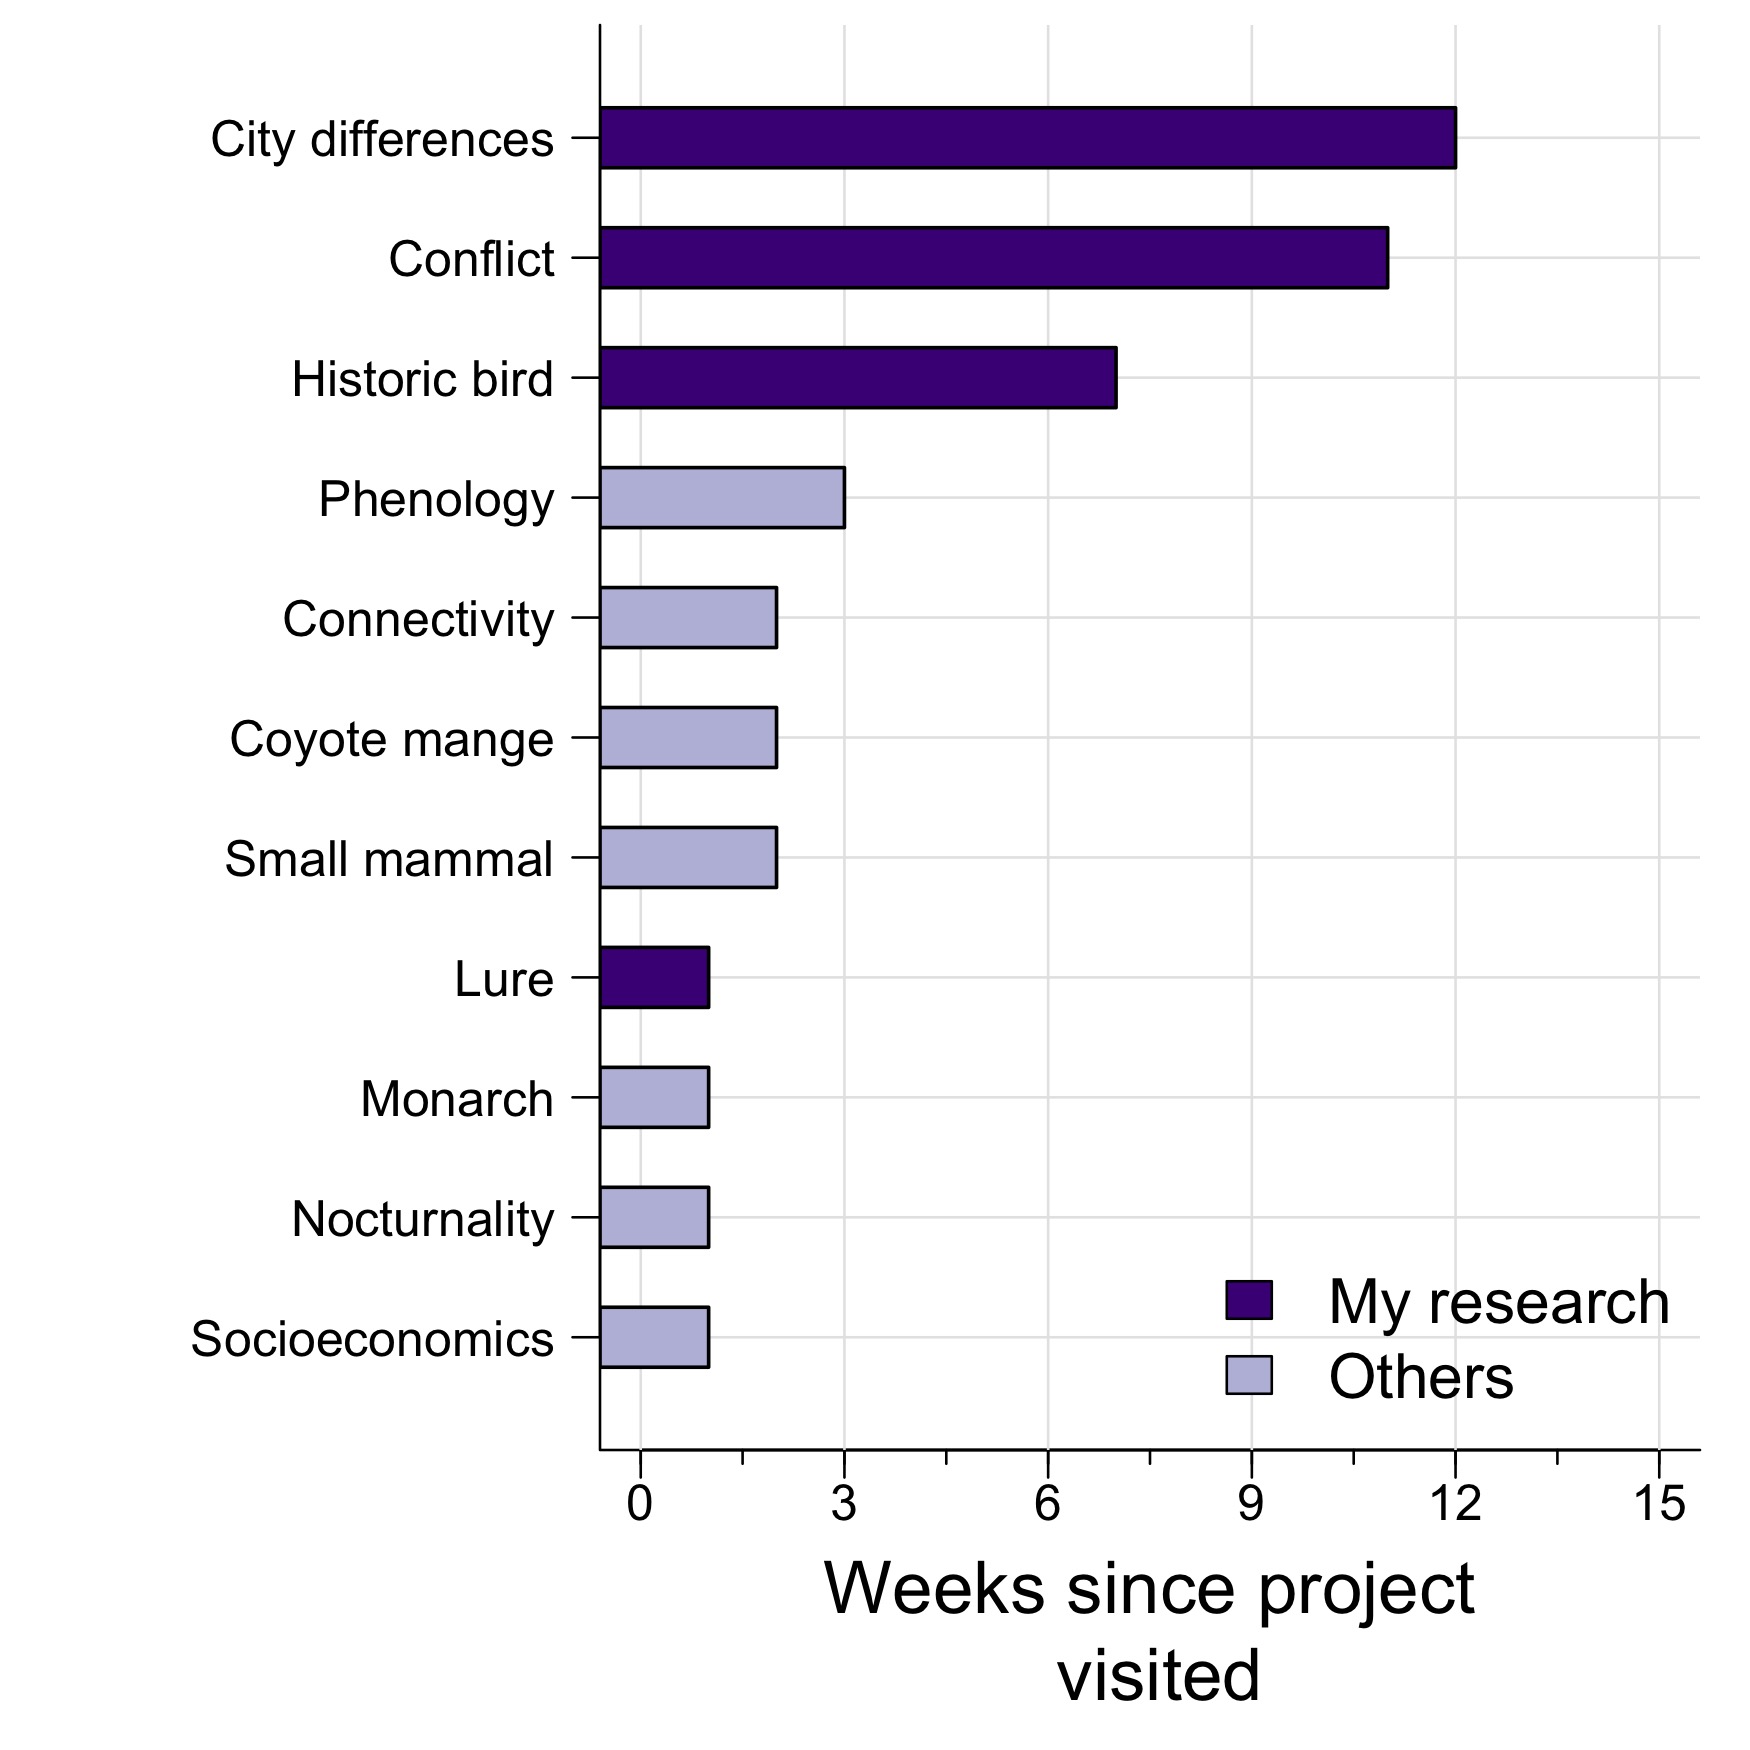 City differences
Conflict
Historic bird
Phenology
Connectivity
Coyote mange
Small mammal
Lure
Monarch
Nocturnality
Socioeconomics
My research
Others
0 3 6 9 12 15
Weeks since project
visited